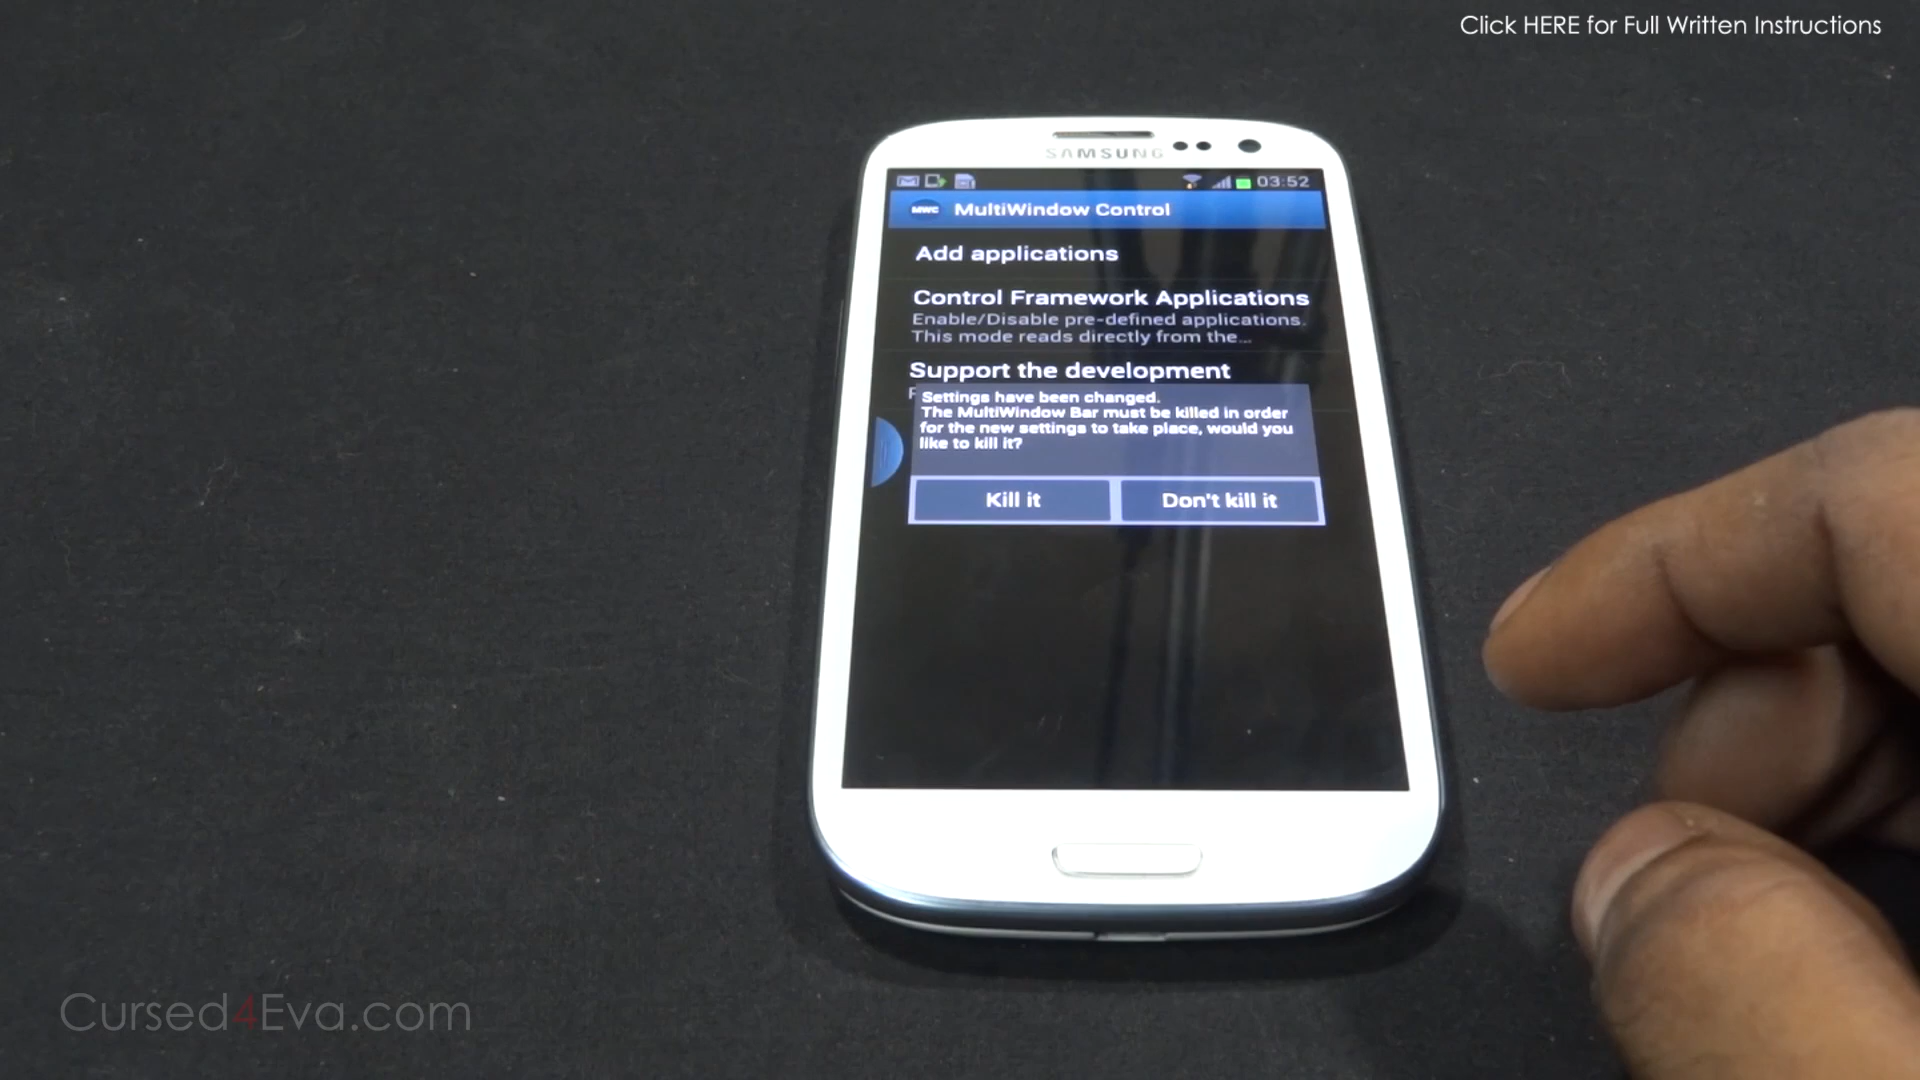 Click HERE for Full Written Instructions
SAMSUNG
03:52
MWC MultiWindow Control
Add applications
Control Framework Applications
Enable/Disable pre-defined applications.
This mode reads directly from the...
Support the development
Settings have been changed.
The MultiWindow Bar must be killed in order
for the new settings to take place, would you
like to kill it?
Kill it
Don't kill it
Cursed4Eva.com